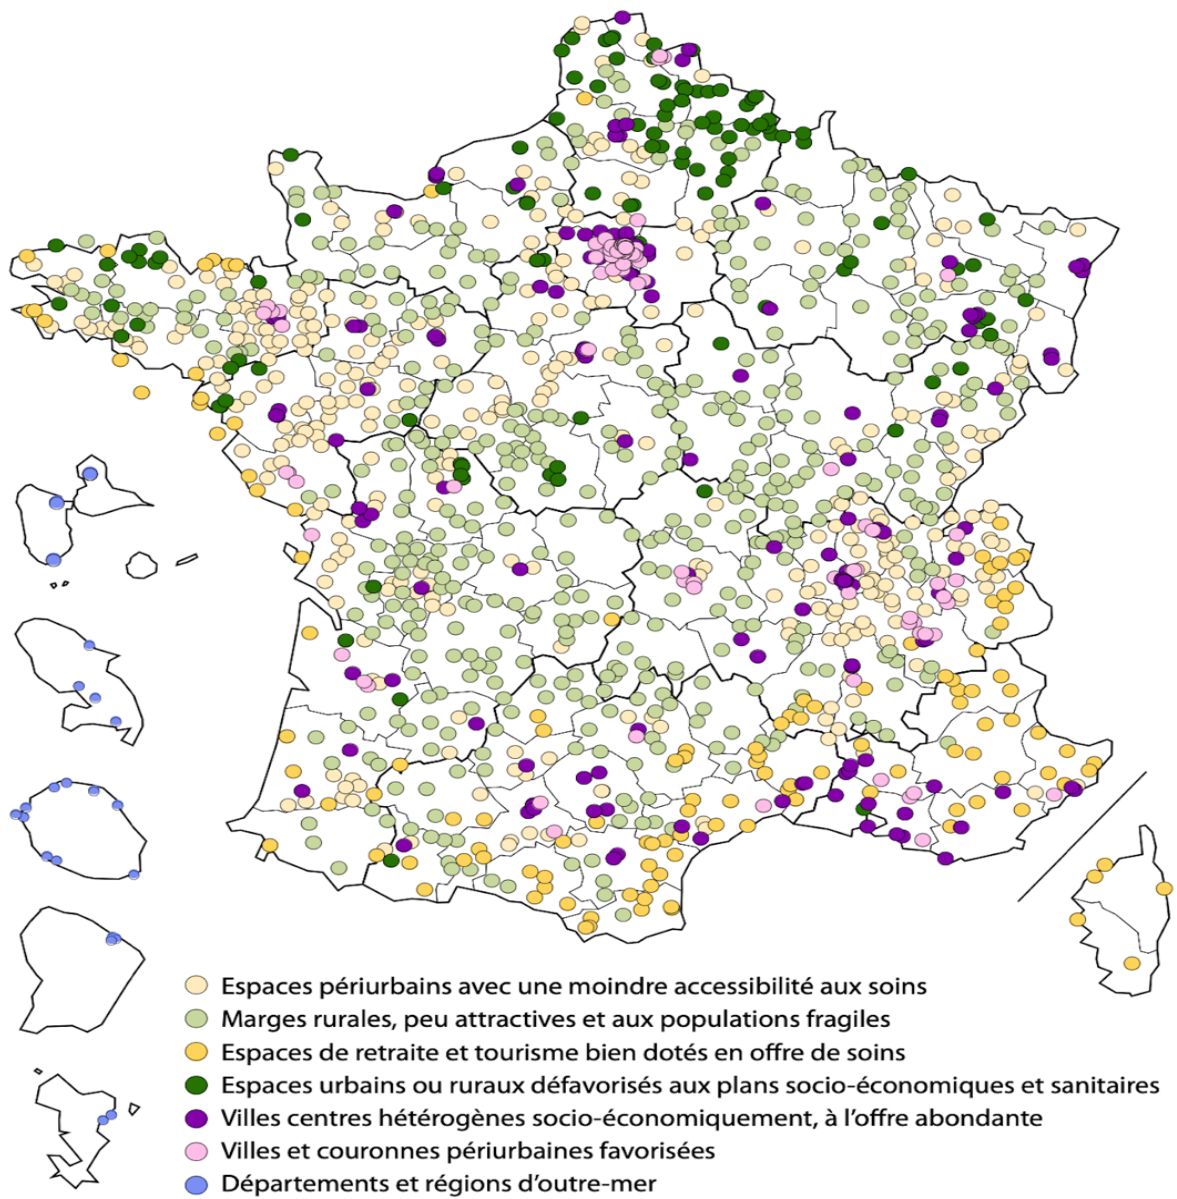 Espaces périurbains avec une moindre accessibilité aux soins
Marges rurales, peu attractives et aux populations fragiles
Espaces de retraite et tourisme bien dotés en offre de soins
Espaces urbains ou ruraux défavorisés aux plans socio-économiques et sanitaires
Villes centres hétérogènes socio-économiquement, à l'offre abondante
Villes et couronnes périurbaines favorisées
Départements et régions d'outre-mer